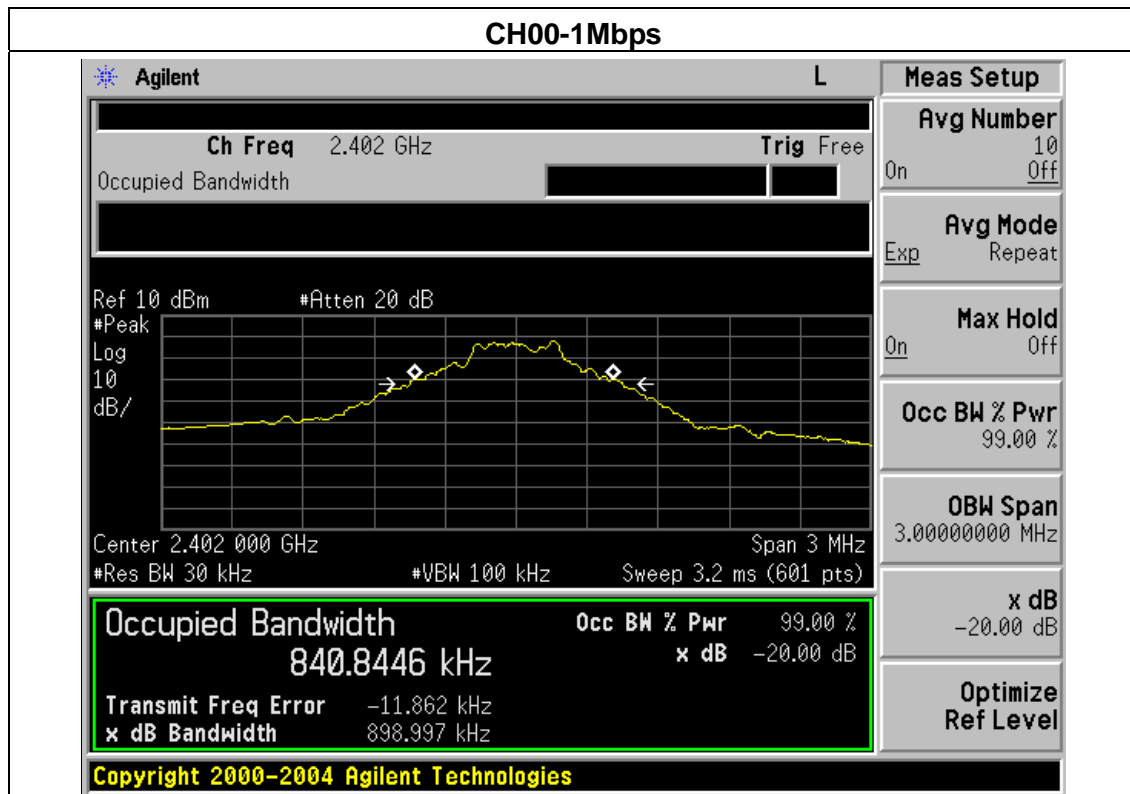 CH00-1Mbps
Agilent L
Ch Freq 2.402 GHz Trig Free
Occupied Bandwidth
Ref 10 dBm #Atten 20 dB
#Peak
Log
10
dB/
Center 2.402 000 GHz Span 3 MHz
#Res BW 30 kHz #VBW 100 kHz Sweep 3.2 ms (601 pts)
Occupied Bandwidth Occ BW % Pwr 99.00 %
840.8446 kHz x dB -20.00 dB
Transmit Freq Error -11.862 kHz
x dB Bandwidth 898.997 kHz
Copyright 2000-2004 Agilent Technologies
Meas Setup
Avg Number
10
On Off
Avg Mode
Exp Repeat
Max Hold
On Off
Occ BW % Pwr
99.00 %
OBW Span
3.00000000 MHz
x dB
-20.00 dB
Optimize
Ref Level